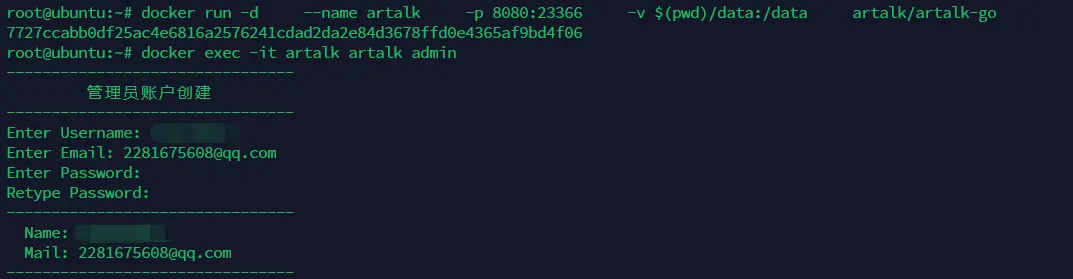 root@ubuntu:~# docker run -d     --name artalk     -p 8080:23366     -v $(pwd)/data:/data     artalk/artalk-go
7727ccabb0df25ac4e6816a2576241cdad2da2e84d3678ffd0e4365af9bd4f06
root@ubuntu:~# docker exec -it artalk artalk admin
--------------------------------
管理员账户创建
--------------------------------
Enter Username:
Enter Email: 2281675608@qq.com
Enter Password:
Retype Password:
--------------------------------
Name:
Mail: 2281675608@qq.com
--------------------------------